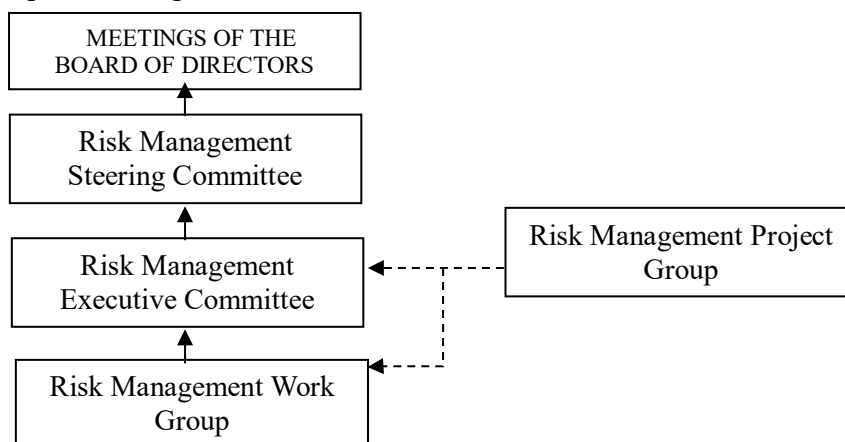 MEETINGS OF THE
BOARD OF DIRECTORS
Risk Management
Steering Committee
Risk Management
Executive Committee
Risk Management Project
Group
Risk Management Work
Group